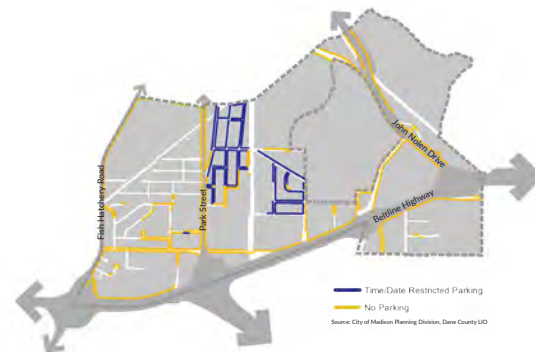 Fish Hatchery Road
Park Street
John Nolen Drive
Beltline Highway
Time/Date Restricted Parking
No Parking
Source: City of Madison Planning Division, Dane County LIO